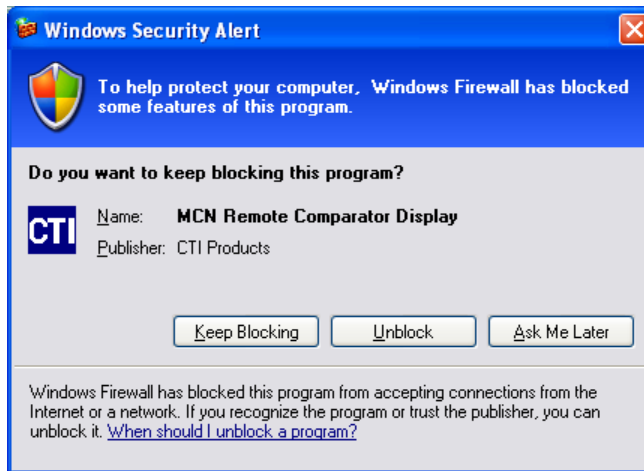 Windows Security Alert
To help protect your computer, Windows Firewall has blocked
some features of this program.
Do you want to keep blocking this program?
CTI
Name: MCN Remote Comparator Display
Publisher: CTI Products
Keep Blocking Unblock Ask Me Later
Windows Firewall has blocked this program from accepting connections from the
Internet or a network. If you recognize the program or trust the publisher, you can
unblock it. When should I unblock a program?